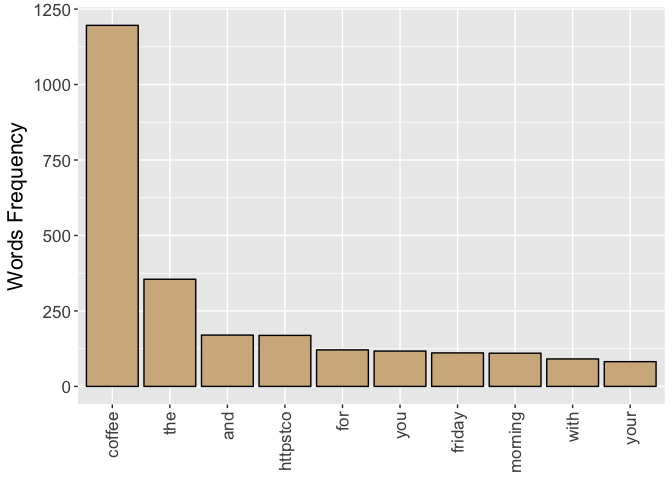 Words Frequency
1250
1000
750
500
250
0
coffee
the
and
httpstco
for
you
friday
morning
with
your